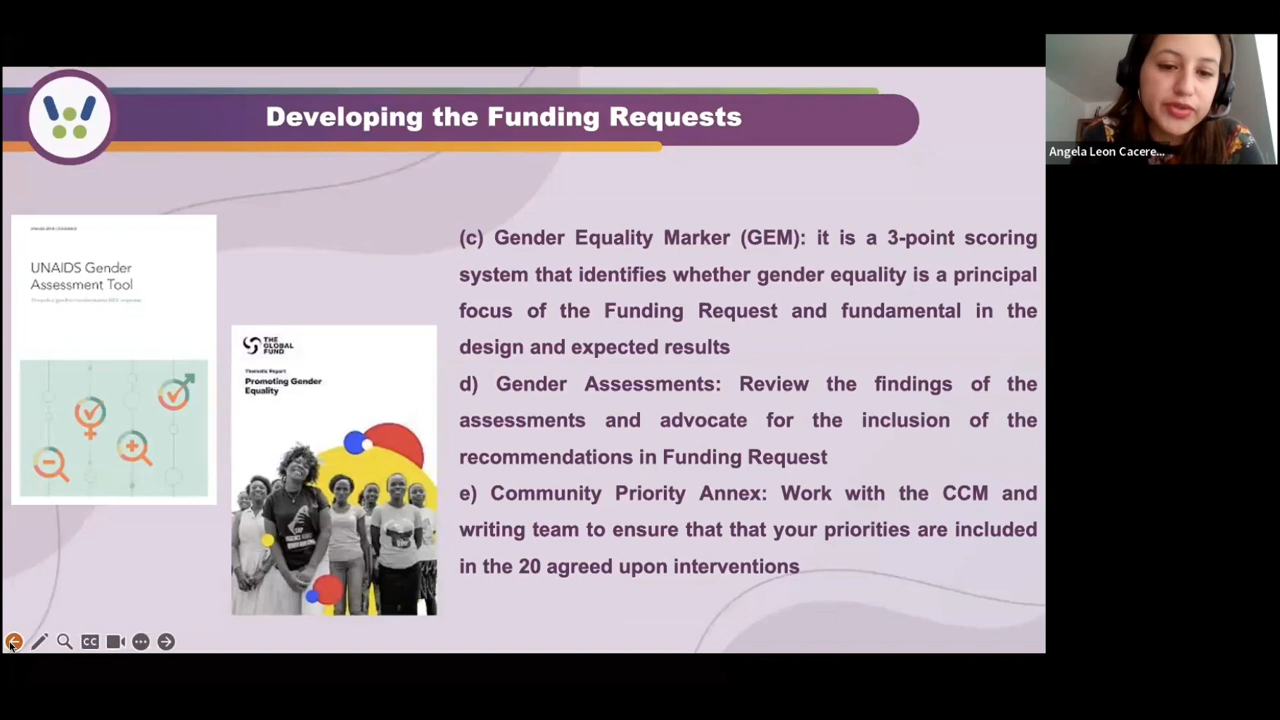 Developing the Funding Requests
UNAIDS Gender
Assessment Tool
THE
GLOBAL
FUND
Thematic Report
Promoting Gender
Equality
(c) Gender Equality Marker (GEM): it is a 3-point scoring
system that identifies whether gender equality is a principal
focus of the Funding Request and fundamental in the
design and expected results
d) Gender Assessments: Review the findings of the
assessments and advocate for the inclusion of the
recommendations in Funding Request
e) Community Priority Annex: Work with the CCM and
writing team to ensure that that your priorities are included
in the 20 agreed upon interventions
Angela Leon Cacere...
CC